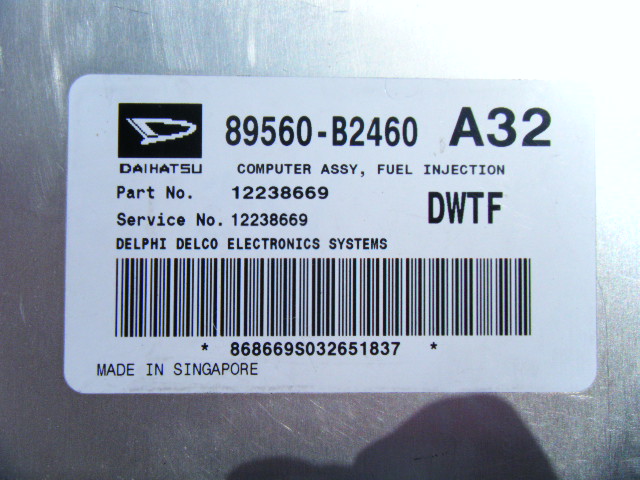 89560-B2460 A32
DAIHATSU COMPUTER ASSY, FUEL INJECTION
Part No. 12238669
DWTF
Service No. 12238669
DELPHI DELCO ELECTRONICS SYSTEMS
* 868669S032651837 *
MADE IN SINGAPORE